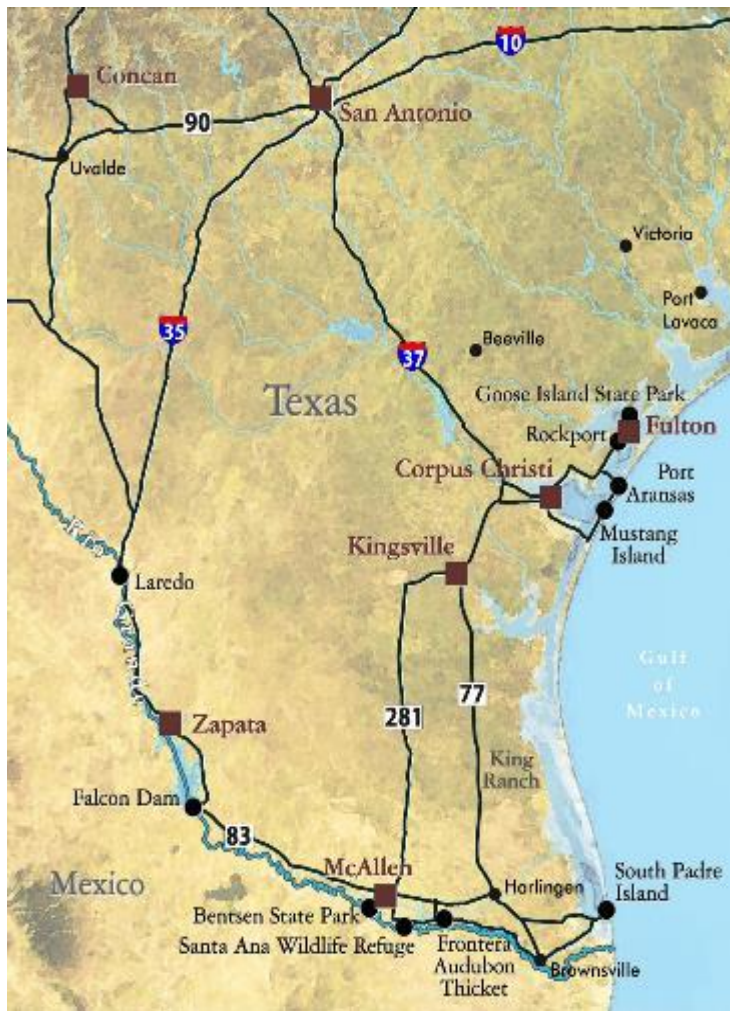 10
Concan
San Antonio
90
Uvalde
Victoria
Port
Lavaca
35
37
Beeville
Texas
Goose Island State Park
Fulton
Rockport
Corpus Christi
Port
Aransas
Mustang
Island
Rio
Kingsville
Laredo
Gulf
of
Mexico
77
281
Zapata
King
Ranch
Falcon Dam
83
McAllen
Mexico
Harlingen
South Padre
Island
Bentsen State Park
Santa Ana Wildlife Refuge
Frontera
Audubon
Thicket
Brownsville